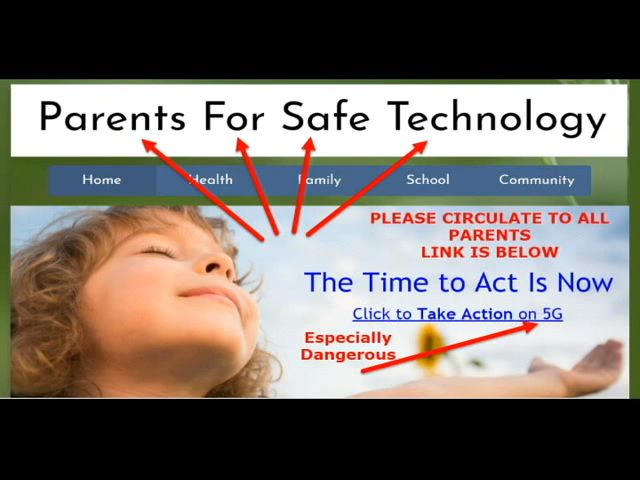 Parents For Safe Technology
Home Health Family School Community
PLEASE CIRCULATE TO ALL
PARENTS
LINK IS BELOW
The Time to Act Is Now
Click to Take Action on 5G
Especially
Dangerous